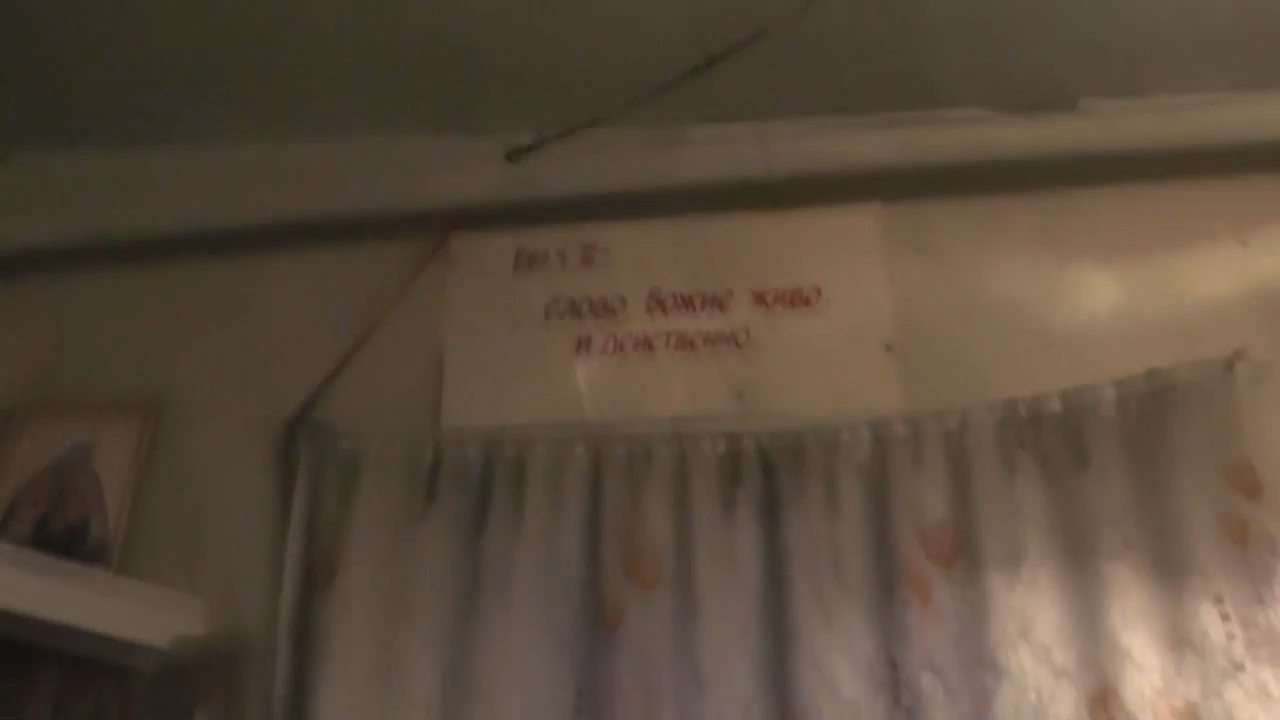 слово божие живо
и действенно